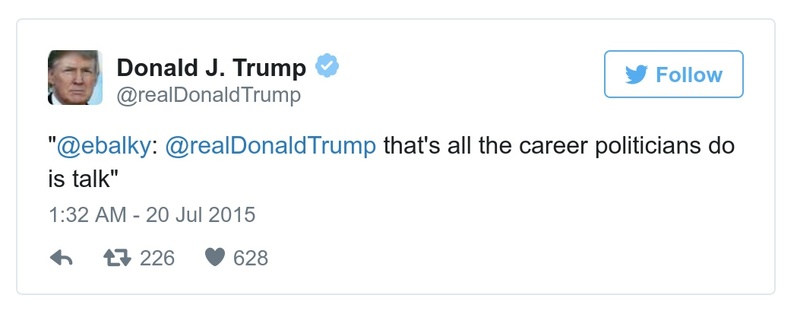 Donald J. Trump
@realDonaldTrump
Follow
"@ebalky: @realDonaldTrump that's all the career politicians do
is talk"
1:32 AM - 20 Jul 2015
226 628